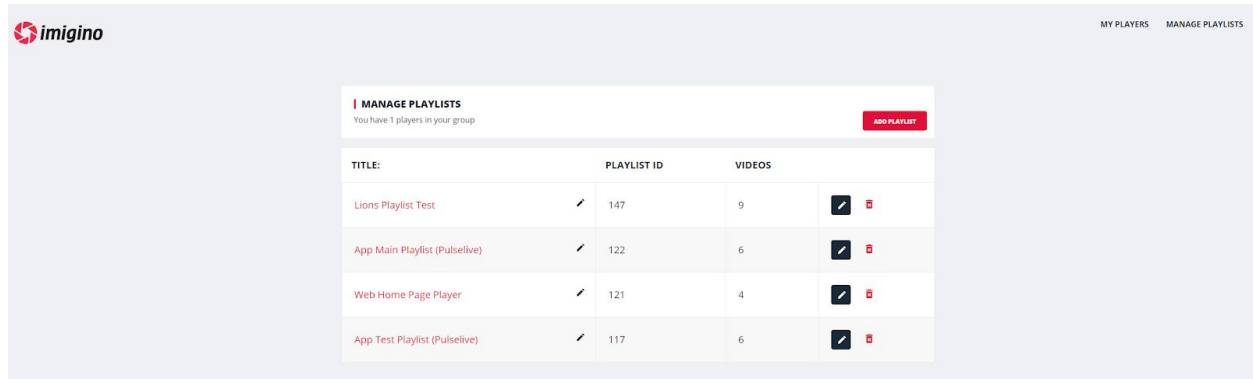 imigino
MY PLAYERS MANAGE PLAYLISTS
MANAGE PLAYLISTS
You have 1 players in your group
ADD PLAYLIST
TITLE: PLAYLIST ID VIDEOS
Lions Playlist Test 147 9
App Main Playlist (Pulselive) 122 6
Web Home Page Player 121 4
App Test Playlist (Pulselive) 117 6